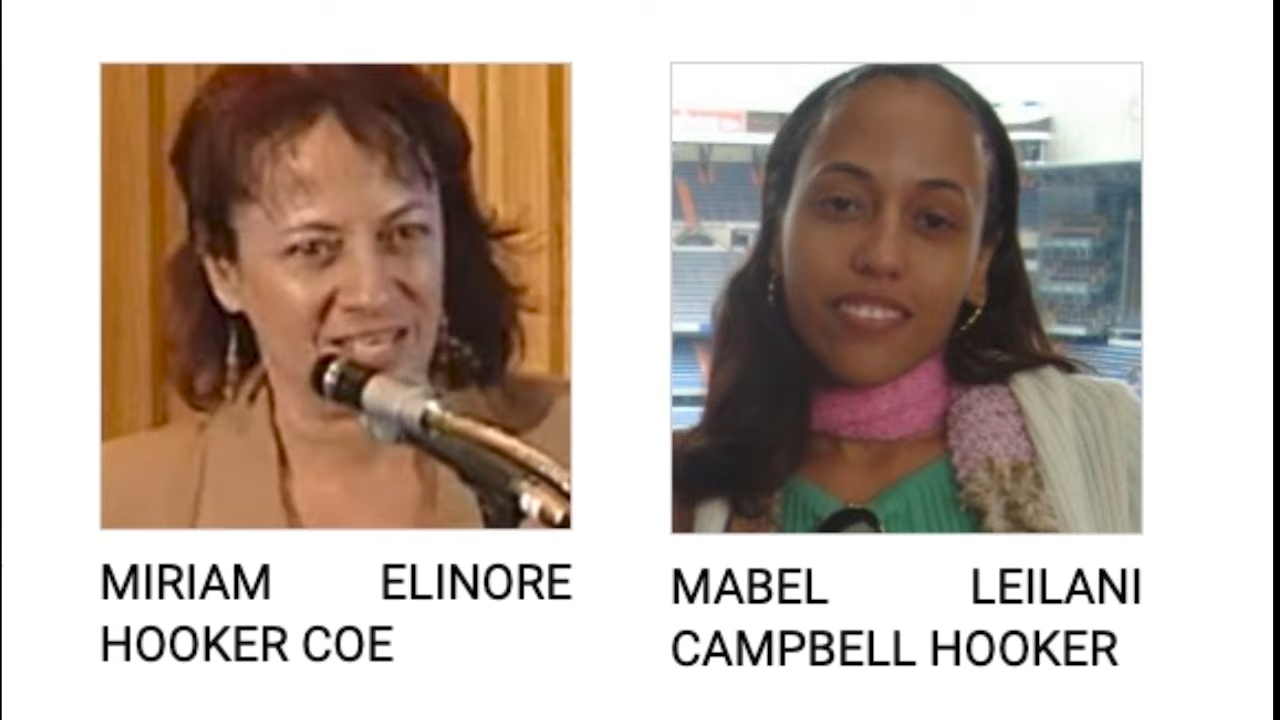 MIRIAM ELINORE
HOOKER COE
MABEL LEILANI
CAMPBELL HOOKER